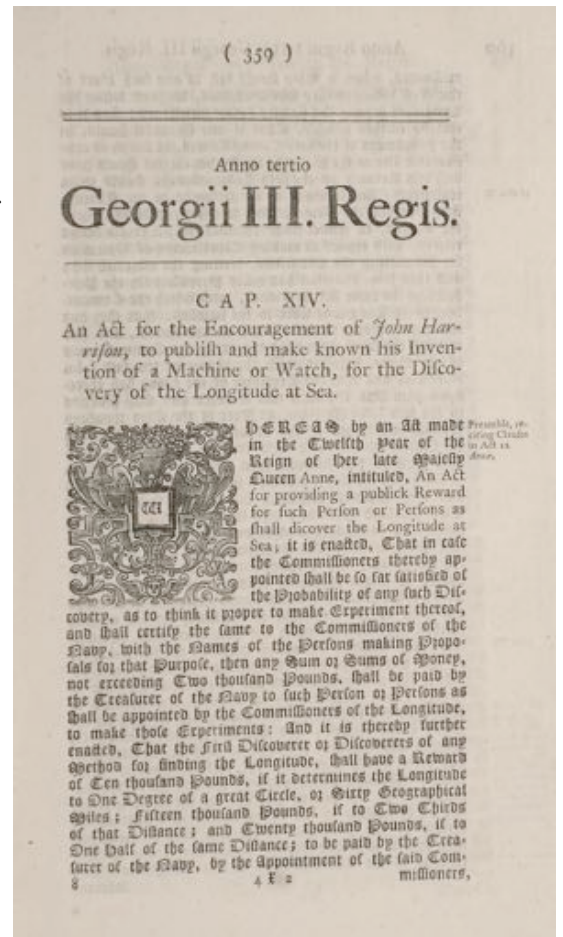 ( 359 )
Anno tertio
Georgii III. Regis.
CAP. XIV.
An Act for the Encouragement of John Har-
riſon, to publiſh and make known his Inven-
tion of a Machine or Watch, for the Diſco-
very of the Longitude at Sea.
WHEREAS by an Act made
in the Twelfth Year of the
Reign of Her late Majeſty
Queen Anne, intituled, An Act
for providing a publick Reward
for ſuch Perſon or Perſons as
ſhall dicover the Longitude at
Sea; it is enacted, That in caſe
the Commiſſioners thereby ap-
pointed ſhall be ſo far ſatisfied of
the Probability of any ſuch Diſ-
covery, as to think it proper to make Experiment thereof,
and ſhall certify the ſame to the Commiſſioners of the
Navy, with the Names of the Perſons making Propo-
ſals for that Purpoſe, then any Sum or Sums of Money,
not exceeding Two thouſand Pounds, ſhall be paid by
the Treaſurer of the Navy to ſuch Perſon or Perſons as
ſhall be appointed by the Commiſſioners of the Longitude,
to make thoſe Experiments: And it is thereby further
enacted, That the Firſt Diſcoverer or Diſcoverers of any
Method for finding the Longitude, ſhall have a Reward
of Ten thouſand Pounds, if it determines the Longitude
to One Degree of a great Circle, or Sixty Geographical
Miles; Fifteen thouſand Pounds, if to Two Thirds
of that Diſtance; and Twenty thouſand Pounds, if to
One Half of the ſame Diſtance; to be paid by the Trea-
ſurer of the Navy, by the Appointment of the ſaid Com-
8 4 E 2 miſſioners,
Preamble, re-
citing Clauſes
in Act 12
Annæ.